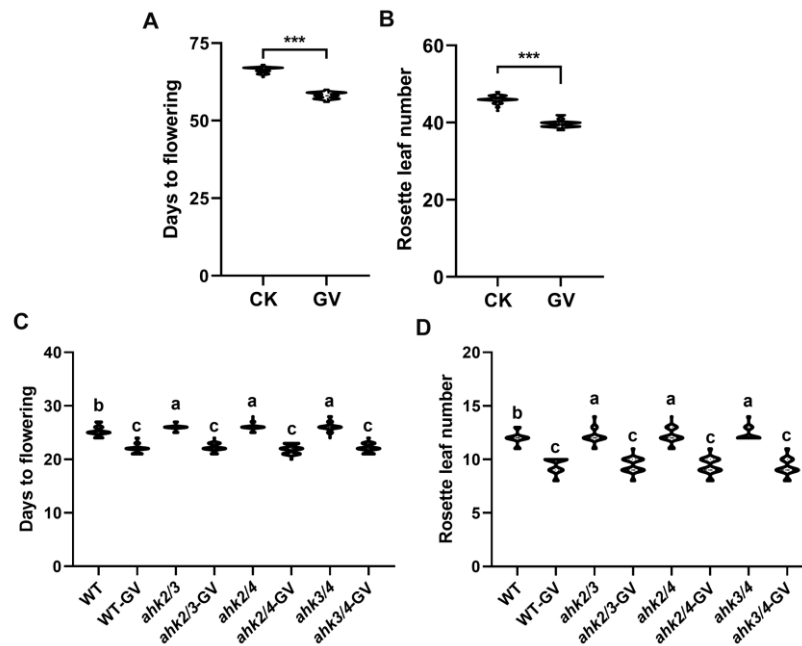 A
Days to flowering
75
50
25
0
***
CK
GV
B
Rosette leaf number
60
40
20
0
***
CK
GV
C
Days to flowering
40
30
20
10
0
b
c
a
c
a
c
a
c
WT
WT-GV
ahk2/3
ahk2/3-GV
ahk2/4
ahk2/4-GV
ahk3/4
ahk3/4-GV
D
Rosette leaf number
20
15
10
5
0
b
c
a
c
a
c
a
c
WT
WT-GV
ahk2/3
ahk2/3-GV
ahk2/4
ahk2/4-GV
ahk3/4
ahk3/4-GV